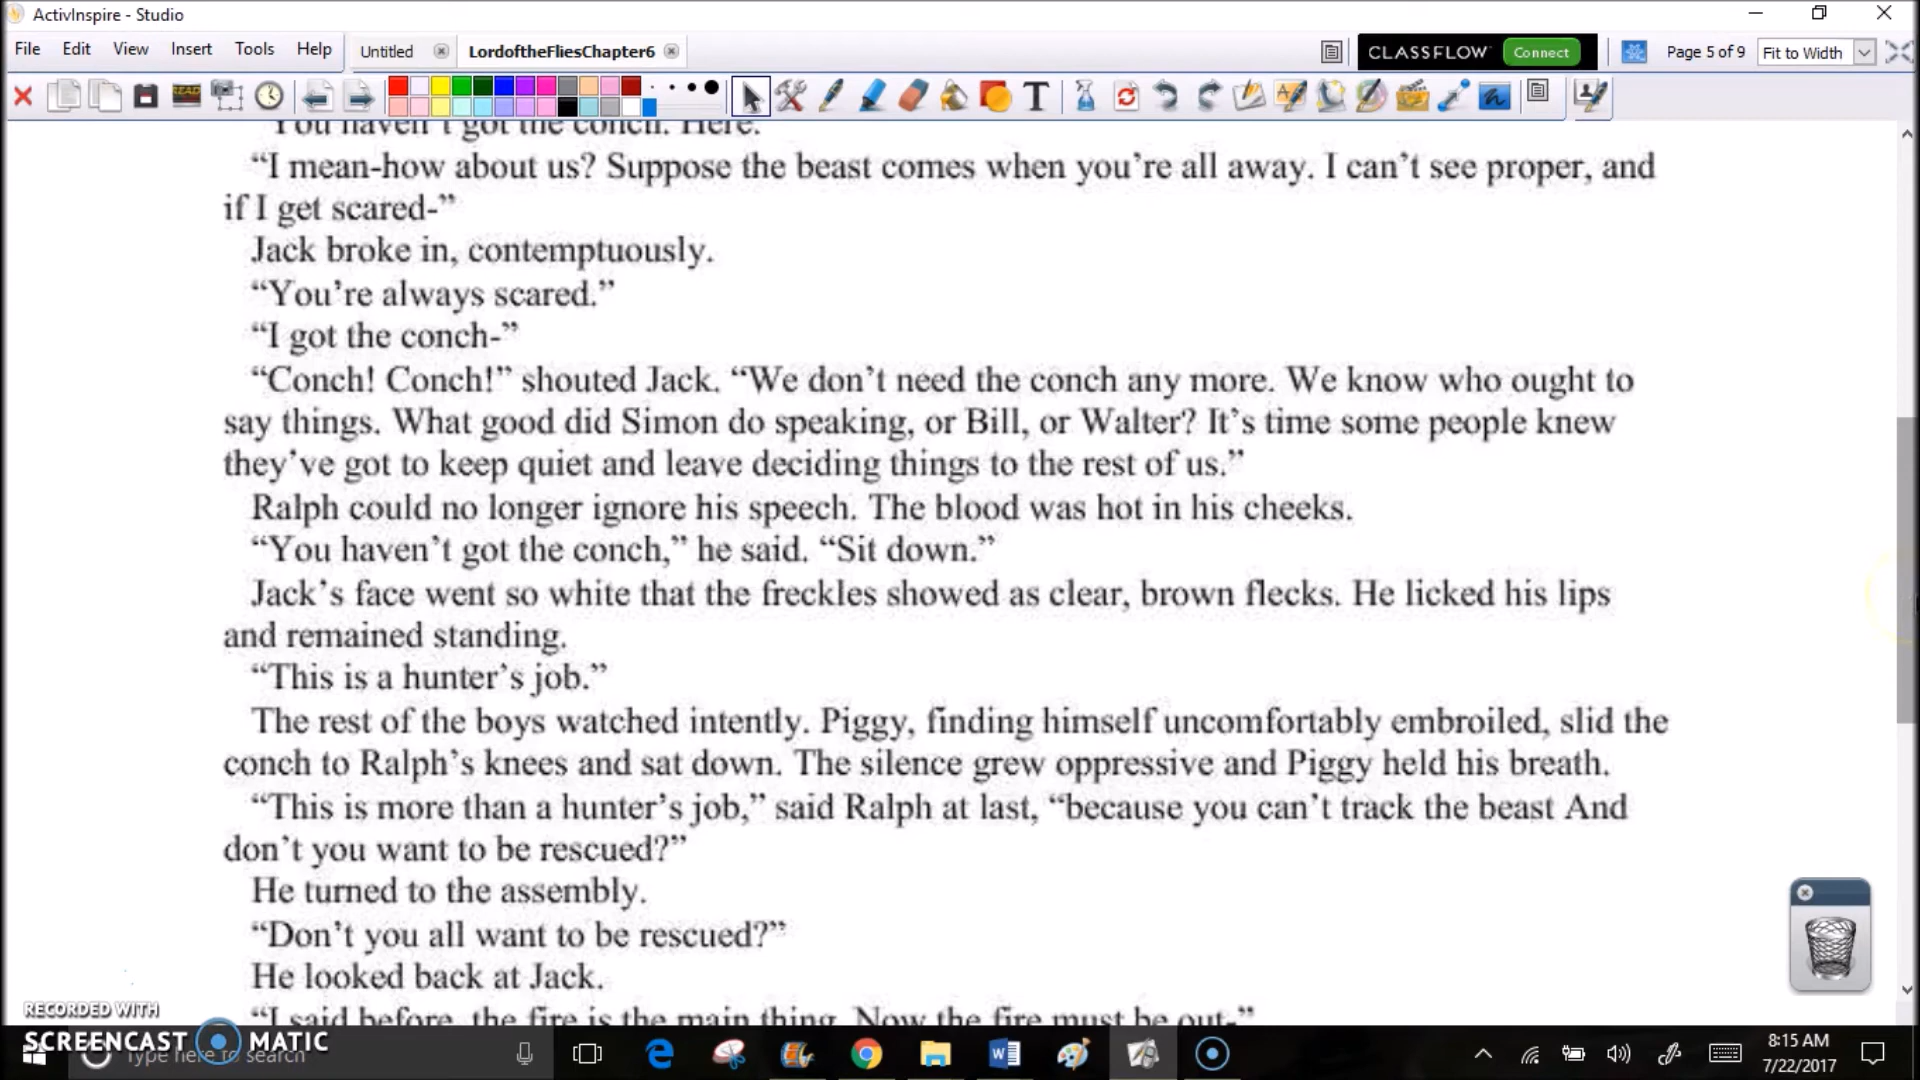 ActivInspire - Studio
File Edit View Insert Tools Help Untitled LordoftheFliesChapter6 CLASSFLOW Connect Page 5 of 9 Fit to Width
You haven't got the conch. Here.
“I mean-how about us? Suppose the beast comes when you’re all away. I can’t see proper, and
if I get scared-”
Jack broke in, contemptuously.
“You’re always scared.”
“I got the conch-”
“Conch! Conch!” shouted Jack. “We don’t need the conch any more. We know who ought to
say things. What good did Simon do speaking, or Bill, or Walter? It’s time some people knew
they’ve got to keep quiet and leave deciding things to the rest of us.”
Ralph could no longer ignore his speech. The blood was hot in his cheeks.
“You haven’t got the conch,” he said. “Sit down.”
Jack’s face went so white that the freckles showed as clear, brown flecks. He licked his lips
and remained standing.
“This is a hunter’s job.”
The rest of the boys watched intently. Piggy, finding himself uncomfortably embroiled, slid the
conch to Ralph’s knees and sat down. The silence grew oppressive and Piggy held his breath.
“This is more than a hunter’s job,” said Ralph at last, “because you can’t track the beast And
don’t you want to be rescued?”
He turned to the assembly.
“Don’t you all want to be rescued?”
He looked back at Jack.
“I said before, the fire is the main thing. Now the fire must be out-”
RECORDED WITH
SCREENCAST MATIC
Type here to search
8:15 AM
7/22/2017